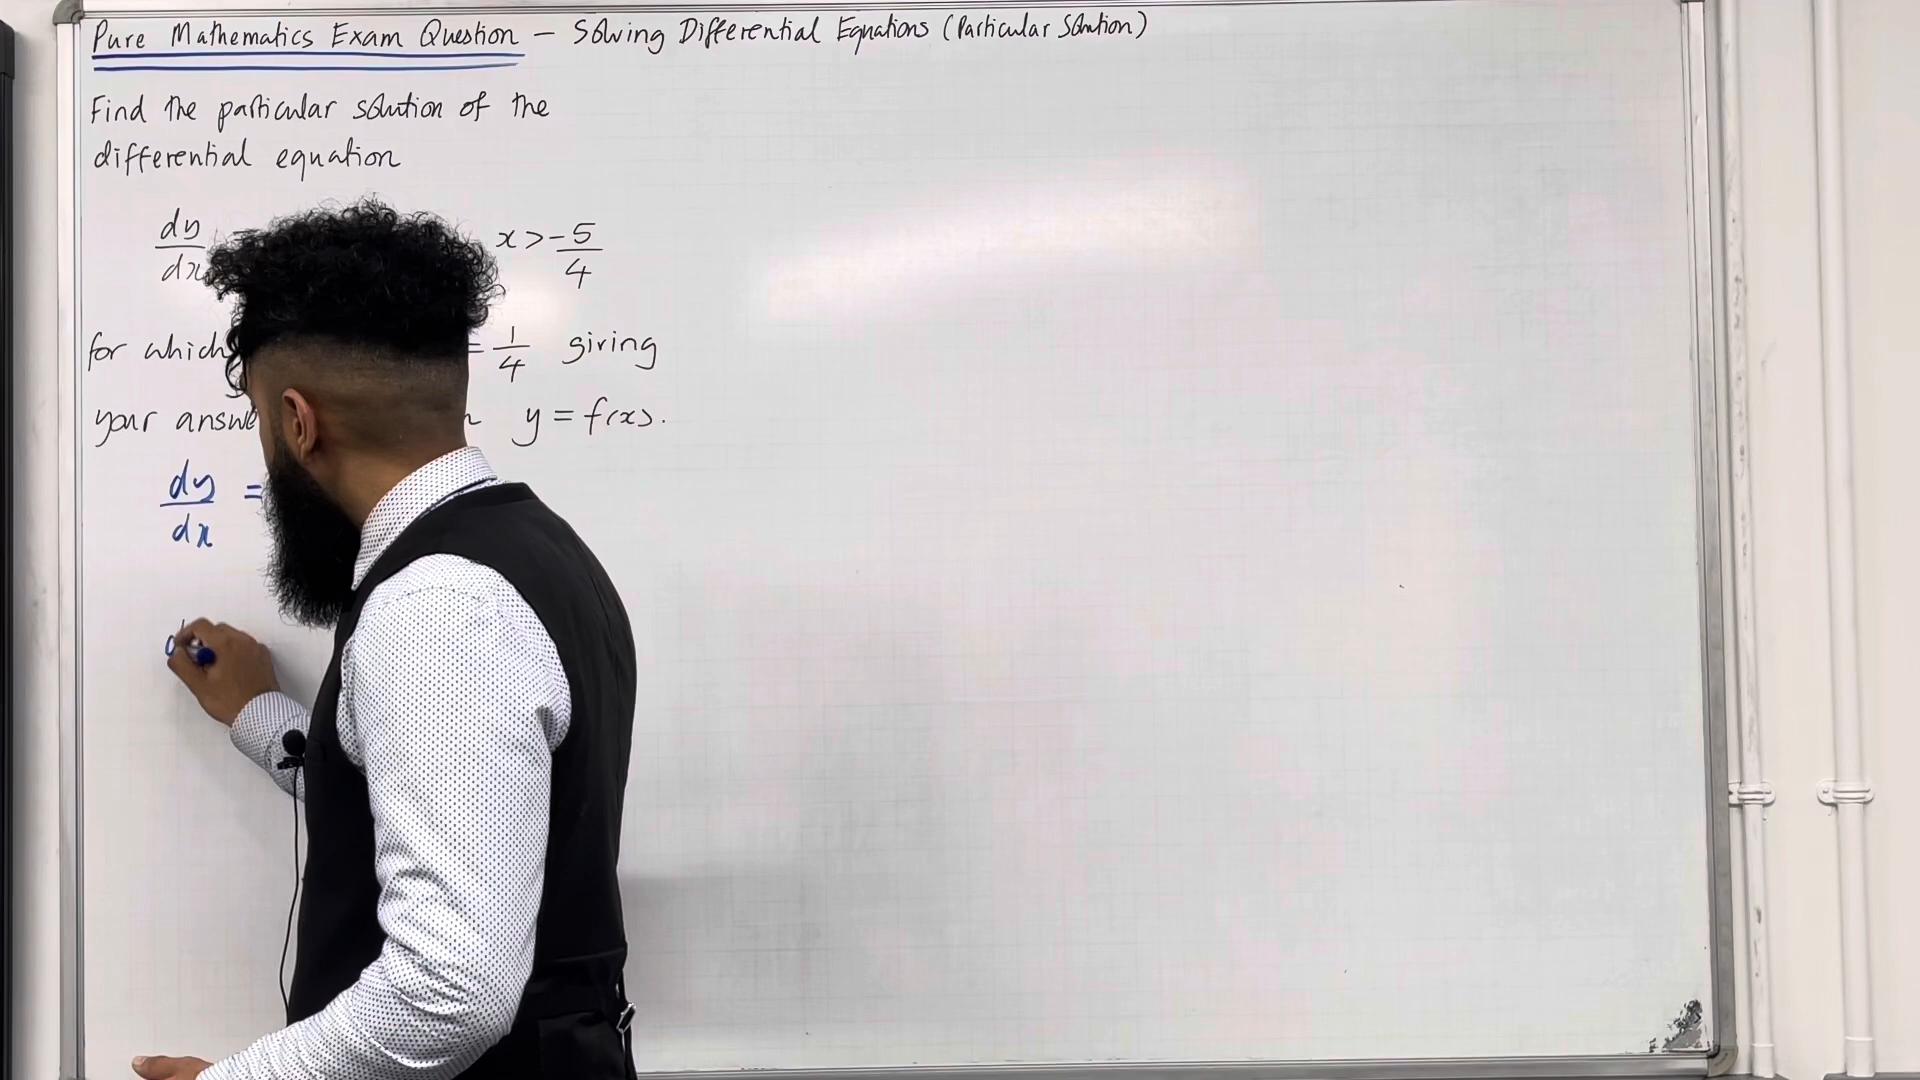 Pure Mathematics Exam Question – Solving Differential Equations (Particular Solution)
Find the particular solution of the
differential equation
dy/dx x > -5/4
for which = 1/4 giving
your y = f(x).
dy/dx =